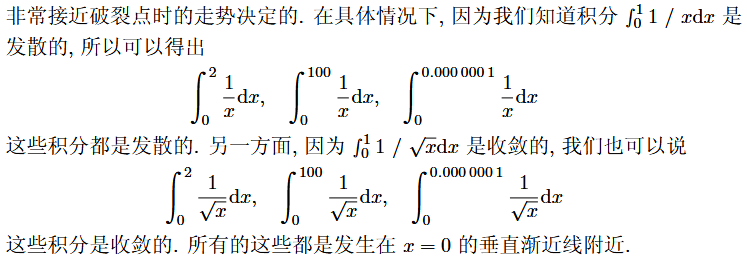 非常接近破裂点时的走势决定的. 在具体情况下, 因为我们知道积分 ∫₀¹ 1 / xdx 是
发散的, 所以可以得出
∫₀² 1/x dx, ∫₀¹⁰⁰ 1/x dx, ∫₀^{0.000 000 1} 1/x dx
这些积分都是发散的. 另一方面, 因为 ∫₀¹ 1 / √xdx 是收敛的, 我们也可以说
∫₀² 1/√x dx, ∫₀¹⁰⁰ 1/√x dx, ∫₀^{0.000 000 1} 1/√x dx
这些积分是收敛的. 所有的这些都是发生在 x = 0 的垂直渐近线附近.